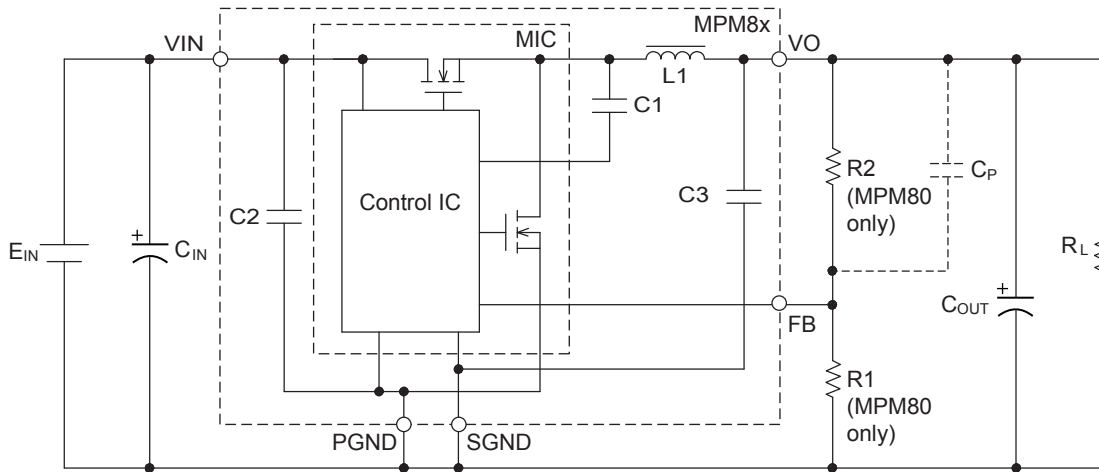 MPM8x
VIN
MIC
VO
L1
C1
R2
(MPM80
only)
CP
Control IC
C2
C3
EIN
+
CIN
RL
+
COUT
FB
R1
(MPM80
only)
PGND
SGND